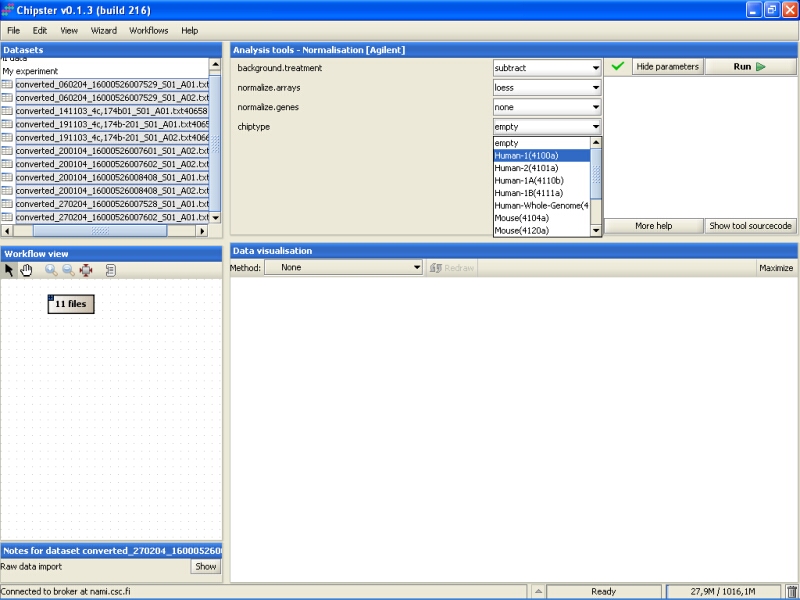 Chipster v0.1.3 (build 216)
File Edit View Wizard Workflows Help
Datasets
My experiment
converted_060204_16000526007529_S01_A01.txt
converted_060204_16000526007529_S01_A02.txt
converted_141103_4c,174b01_S01_A01.txt40658
converted_191103_4c,174b-201_S01_A01.txt4065
converted_191103_4c,174b-201_S01_A02.txt4066
converted_200104_16000526007601_S01_A02.txt
converted_200104_16000526007602_S01_A01.txt
converted_200104_16000526008408_S01_A01.txt
converted_200104_16000526008408_S01_A02.txt
converted_270204_16000526007528_S01_A01.txt
converted_270204_16000526007602_S01_A02.txt
Analysis tools - Normalisation [Agilent]
background.treatment subtract
normalize.arrays loess
normalize.genes none
chiptype empty
empty
Human-1(4100a)
Human-2(4101a)
Human-1A(4110b)
Human-1B(4111a)
Human-Whole-Genome(4
Mouse(4104a)
Mouse(4120a)
Hide parameters Run
More help Show tool sourcecode
Workflow view
11 files
Data visualisation
Method: None Redraw Maximize
Notes for dataset converted_270204_160005260
Raw data import Show
Connected to broker at nami.csc.fi Ready 27,9M / 1016,1M